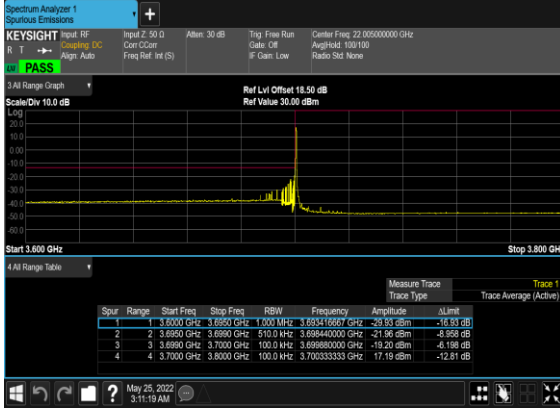 Spectrum Analyzer 1
Spurious Emissions
+
KEYSIGHT Input: RF Input Z: 50 Ω Atten: 30 dB Trig: Free Run Center Freq: 22.005000000 GHz
R T Coupling: DC Corr CCorr Gate: Off Avg|Hold: 100/100
Align: Auto Freq Ref: Int (S) IF Gain: Low Radio Std: None
LXI PASS
3 All Range Graph
Ref Lvl Offset 18.50 dB
Scale/Div 10.0 dB Ref Value 30.00 dBm
Log
20.0
10.0
0.00
-10.0
-20.0
-30.0
-40.0
-50.0
-60.0
Start 3.600 GHz Stop 3.800 GH
4 All Range Table
Measure Trace Trace 1
Trace Type Trace Average (Active)
Spur Range Start Freq Stop Freq RBW Frequency Amplitude ΔLimit
1 1 3.6000 GHz 3.6950 GHz 1.000 MHz 3.693416667 GHz -29.93 dBm -16.93 dB
2 2 3.6950 GHz 3.6990 GHz 510.0 kHz 3.698440000 GHz -21.96 dBm -8.958 dB
3 3 3.6990 GHz 3.7000 GHz 100.0 kHz 3.699880000 GHz -19.20 dBm -6.198 dB
4 4 3.7000 GHz 3.8000 GHz 100.0 kHz 3.700333333 GHz 17.19 dBm -12.81 dB
? May 25, 2022
3:11:19 AM